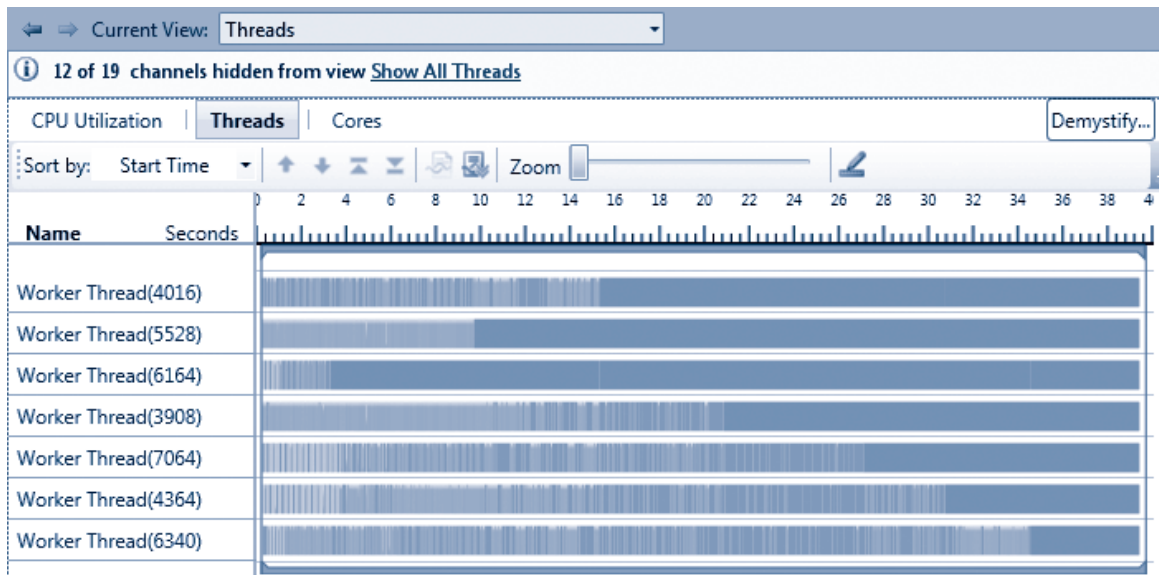 Current View: Threads
12 of 19 channels hidden from view Show All Threads
CPU Utilization Threads Cores Demystify...
Sort by: Start Time Zoom
0 2 4 6 8 10 12 14 16 18 20 22 24 26 28 30 32 34 36 38
Name Seconds
Worker Thread(4016)
Worker Thread(5528)
Worker Thread(6164)
Worker Thread(3908)
Worker Thread(7064)
Worker Thread(4364)
Worker Thread(6340)